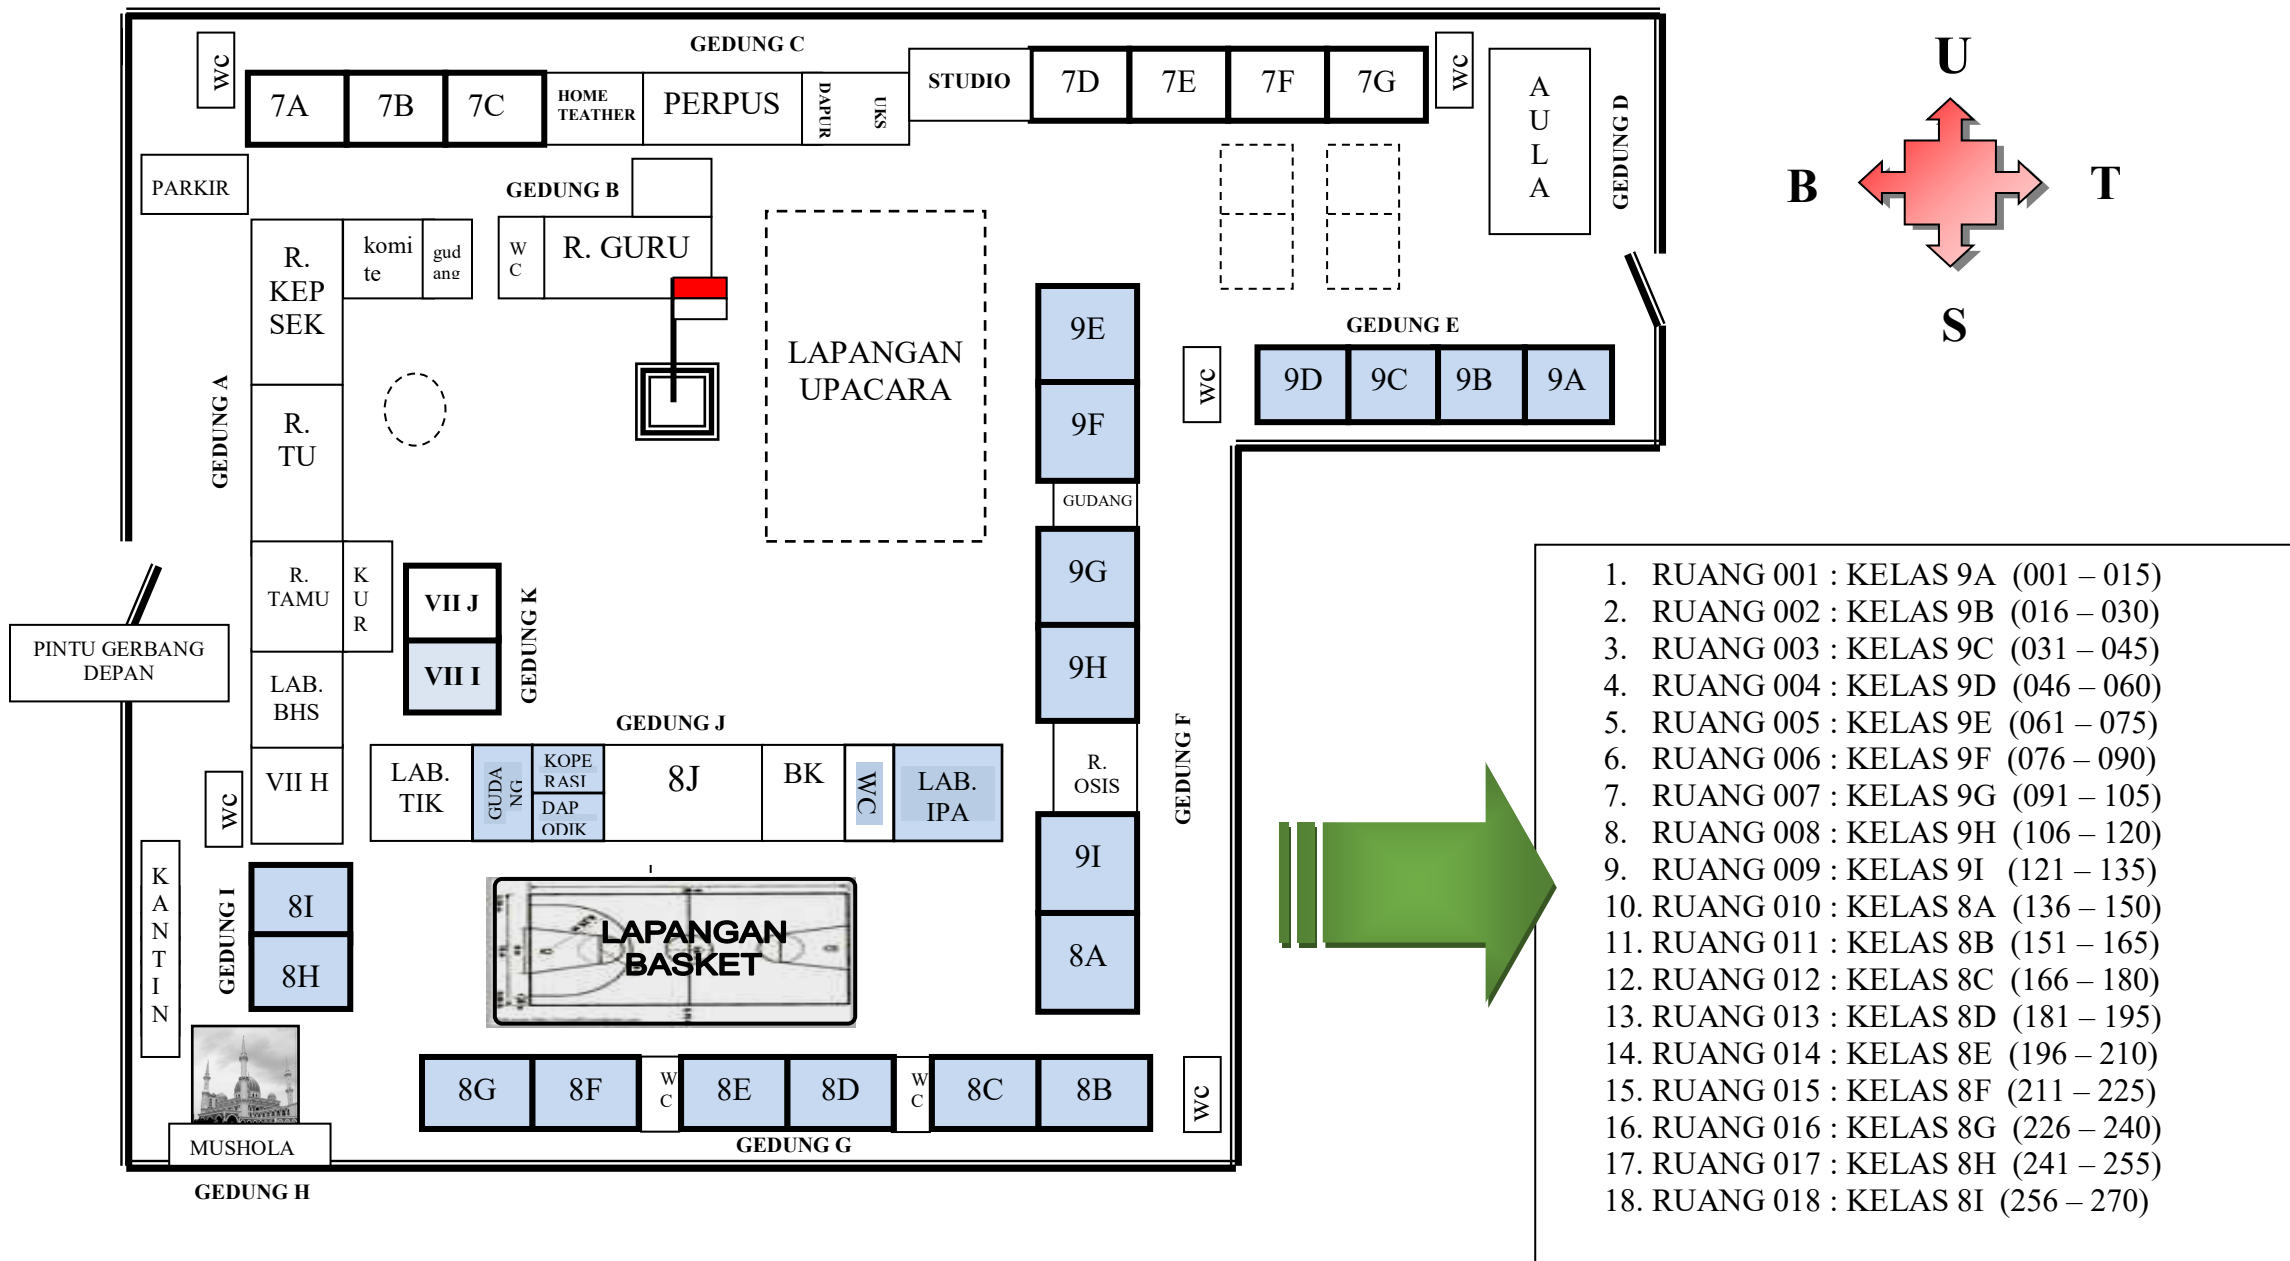 GEDUNG C
wc
7A
7B
7C
HOME
TEATHER
PERPUS
DAPUR
UKS
STUDIO
7D
7E
7F
7G
wc
A
U
L
A
GEDUNG D
U
B
T
S
PARKIR
GEDUNG B
R.
KEP
SEK
komi
te
gud
ang
W
C
R. GURU
LAPANGAN
UPACARA
GEDUNG A
R.
TU
9E
9F
GUDANG
9G
9H
R.
OSIS
9I
8A
GEDUNG F
GEDUNG E
wc
9D
9C
9B
9A
R.
TAMU
K
U
R
VII J
VII I
GEDUNG K
PINTU GERBANG
DEPAN
LAB.
BHS
VII H
wc
GEDUNG J
LAB.
TIK
GUDA
NG
KOPE
RASI
DAP
ODIK
8J
BK
WC
LAB.
IPA
K
A
N
T
I
N
GEDUNG I
8I
8H
LAPANGAN
BASKET
MUSHOLA
GEDUNG H
8G
8F
W
C
8E
8D
W
C
8C
8B
wc
GEDUNG G
1. RUANG 001 : KELAS 9A (001 – 015)
2. RUANG 002 : KELAS 9B (016 – 030)
3. RUANG 003 : KELAS 9C (031 – 045)
4. RUANG 004 : KELAS 9D (046 – 060)
5. RUANG 005 : KELAS 9E (061 – 075)
6. RUANG 006 : KELAS 9F (076 – 090)
7. RUANG 007 : KELAS 9G (091 – 105)
8. RUANG 008 : KELAS 9H (106 – 120)
9. RUANG 009 : KELAS 9I (121 – 135)
10. RUANG 010 : KELAS 8A (136 – 150)
11. RUANG 011 : KELAS 8B (151 – 165)
12. RUANG 012 : KELAS 8C (166 – 180)
13. RUANG 013 : KELAS 8D (181 – 195)
14. RUANG 014 : KELAS 8E (196 – 210)
15. RUANG 015 : KELAS 8F (211 – 225)
16. RUANG 016 : KELAS 8G (226 – 240)
17. RUANG 017 : KELAS 8H (241 – 255)
18. RUANG 018 : KELAS 8I (256 – 270)